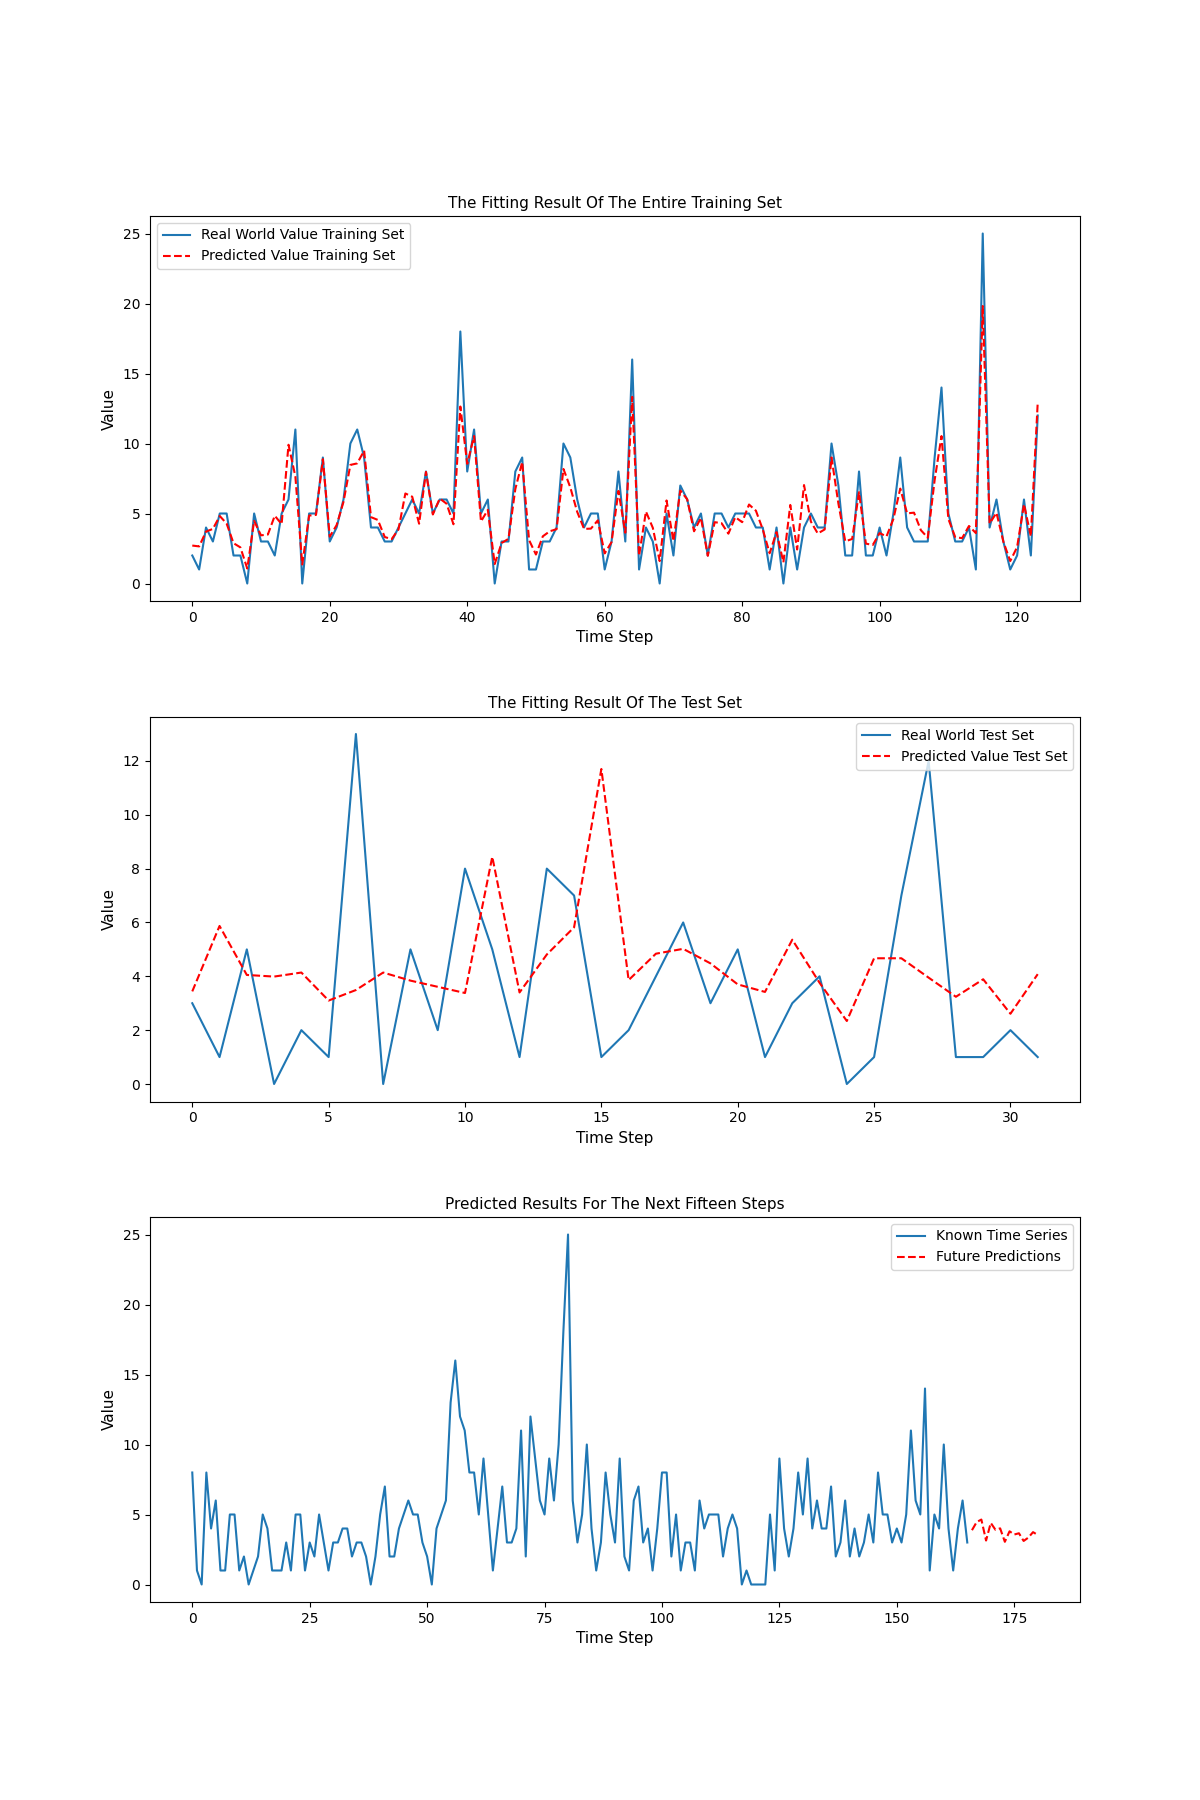 The Fitting Result Of The Entire Training Set
Real World Value Training Set
Predicted Value Training Set
Value
25
20
15
10
5
0
0 20 40 60 80 100 120
Time Step
The Fitting Result Of The Test Set
Real World Test Set
Predicted Value Test Set
Value
12
10
8
6
4
2
0
0 5 10 15 20 25 30
Time Step
Predicted Results For The Next Fifteen Steps
Known Time Series
Future Predictions
Value
25
20
15
10
5
0
0 25 50 75 100 125 150 175
Time Step